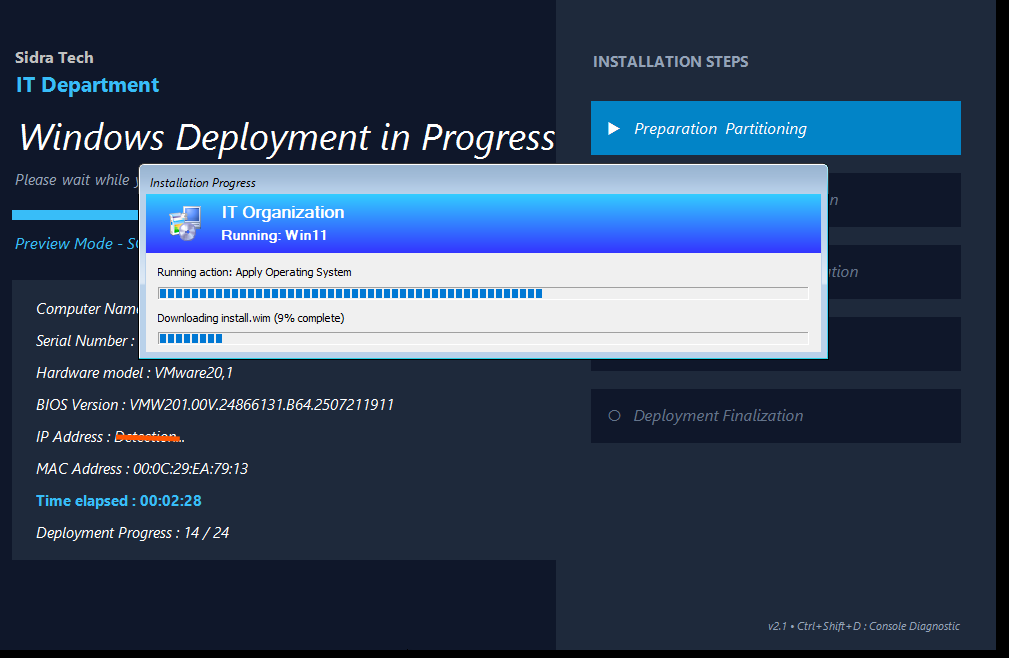 Sidra Tech
IT Department
Windows Deployment in Progress
Please wait while
Preview Mode -
Installation Progress
IT Organization
Running: Win11
Running action: Apply Operating System
Downloading install.wim (9% complete)
Computer Name
Serial Number :
Hardware model : VMware20,1
BIOS Version : VMW201.00V.24866131.B64.2507211911
IP Address : Detection...
MAC Address : 00:0C:29:EA:79:13
Time elapsed : 00:02:28
Deployment Progress : 14 / 24
INSTALLATION STEPS
Preparation Partitioning
Deployment Finalization
v2.1 • Ctrl+Shift+D : Console Diagnostic